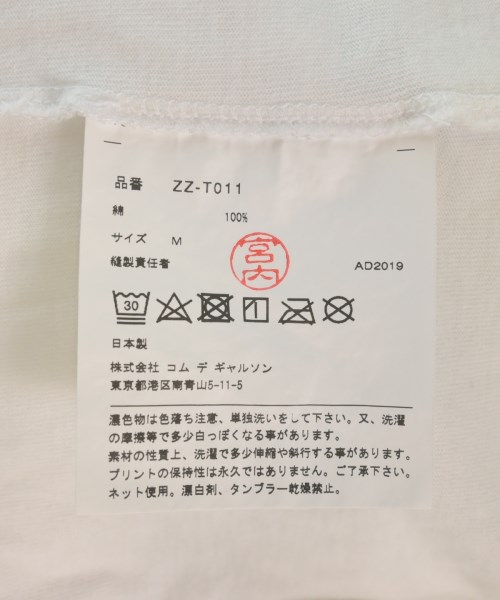 品番 ZZ-T011
綿 100%
サイズ M
縫製責任者 宮内 AD2019
30
日本製
株式会社 コム デ ギャルソン
東京都港区南青山5-11-5
濃色物は色落ち注意、単独洗いをして下さい。又、洗濯
の摩擦等で多少白っぽくなる事があります。
素材の性質上、洗濯で多少伸縮や斜行する事があります。
プリントの保持性は永久ではありません。ご了承下さい。
ネット使用。漂白剤、タンブラー乾燥禁止。